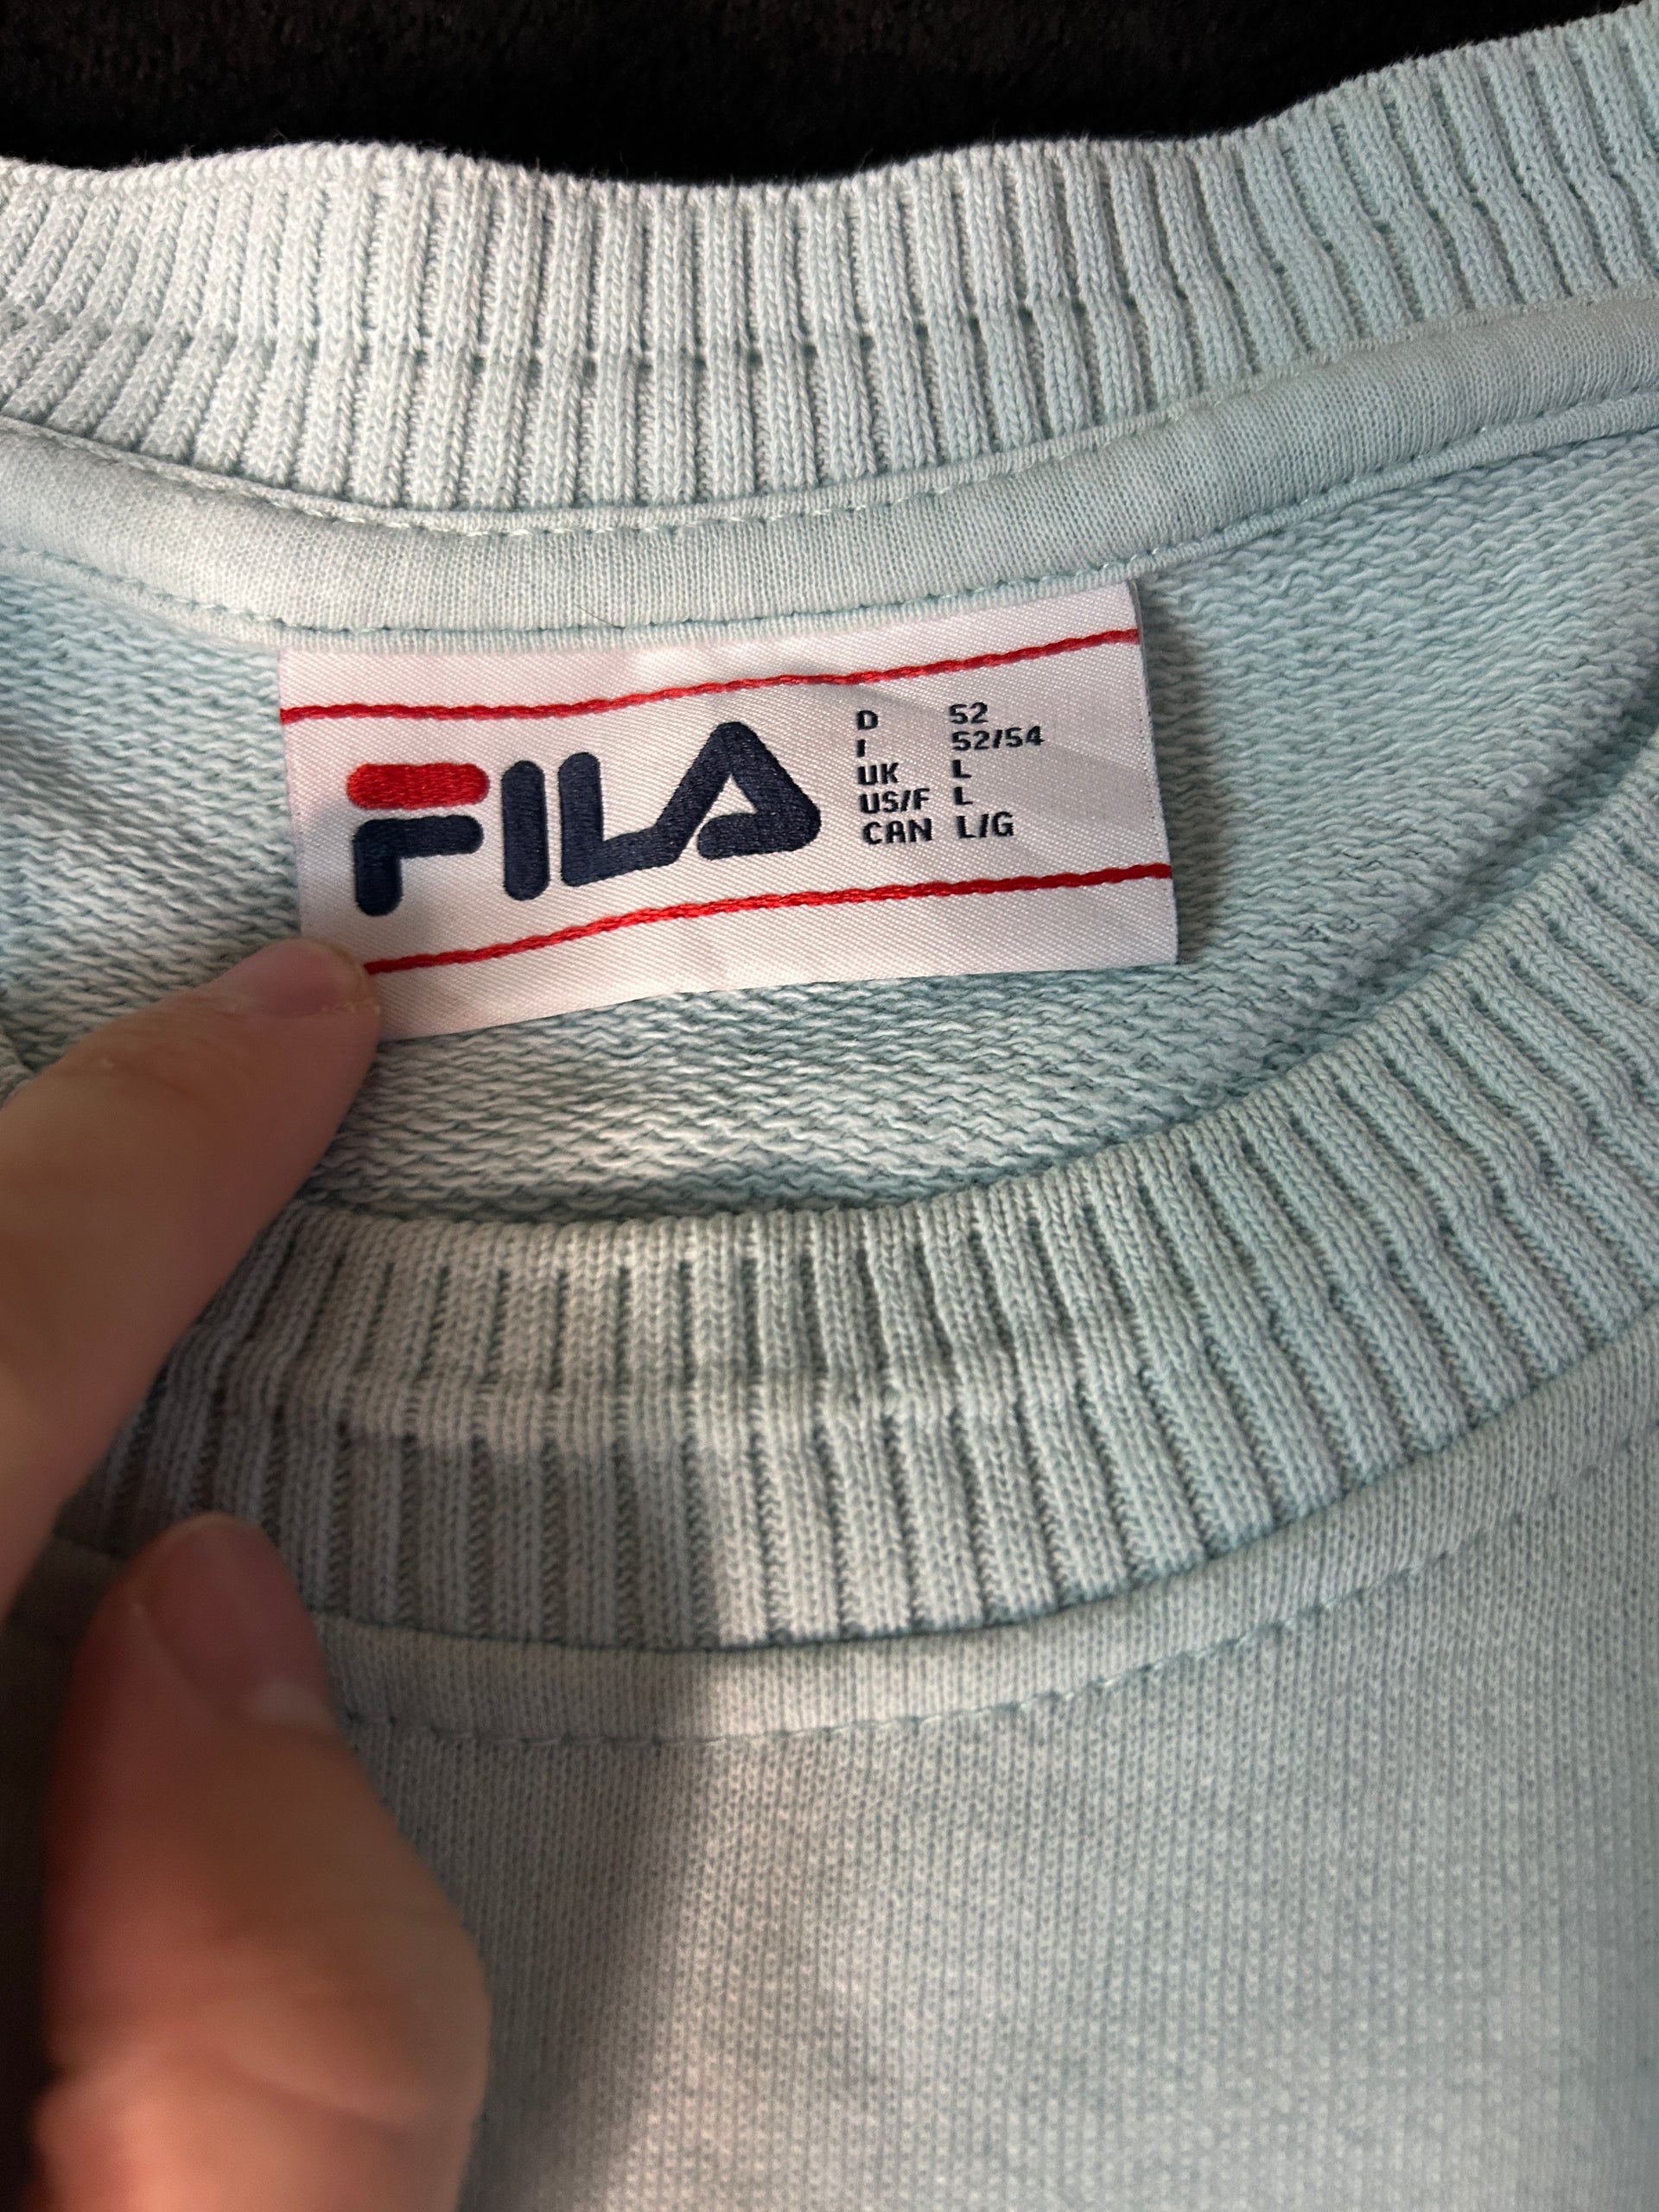 FILA
D 52
I 52/54
UK L
US/F L
CAN L/G